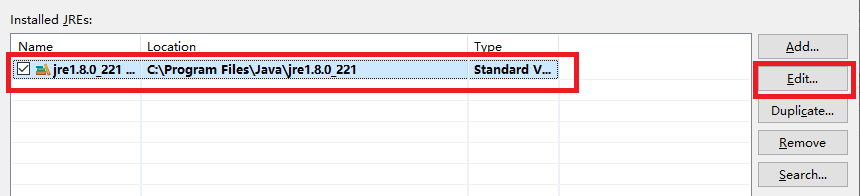 Installed JREs:
Name Location Type
jre1.8.0_221 ... C:\Program Files\Java\jre1.8.0_221 Standard V...
Add...
Edit...
Duplicate...
Remove
Search...